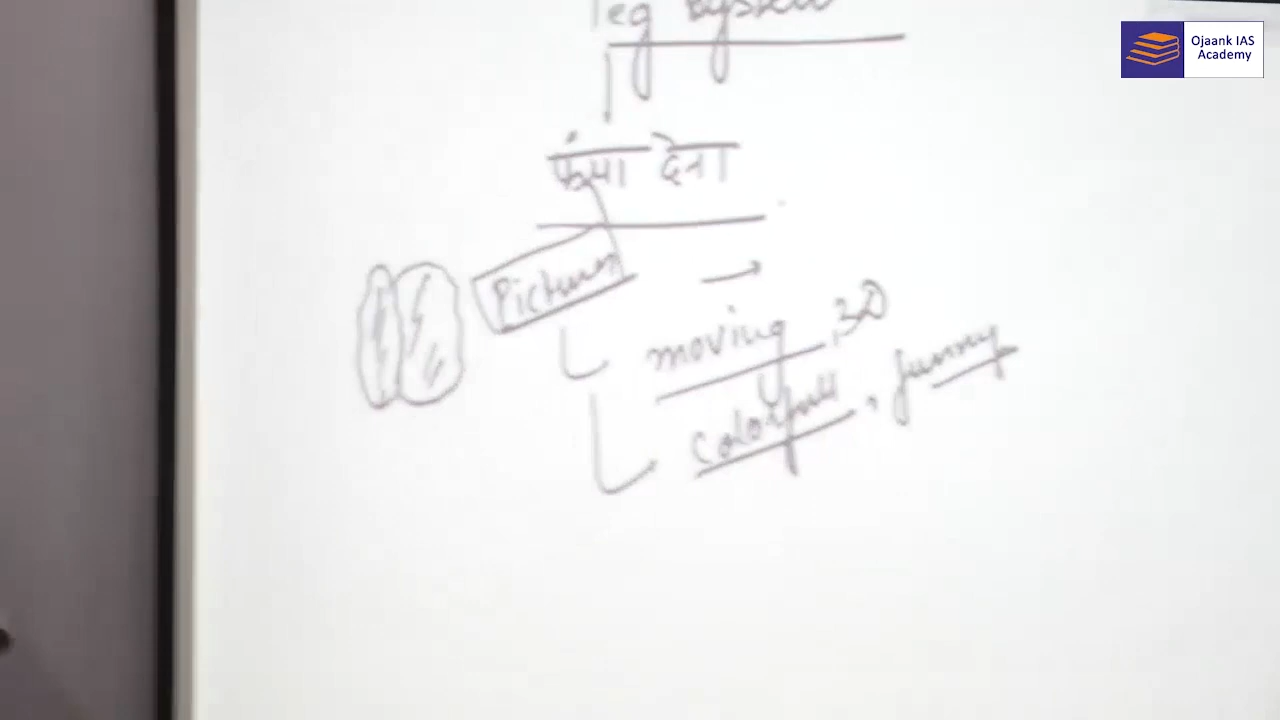 Peg System
फंसा देना
Picture →
moving, 3D
Colorfull, funny
Ojaank IAS
Academy